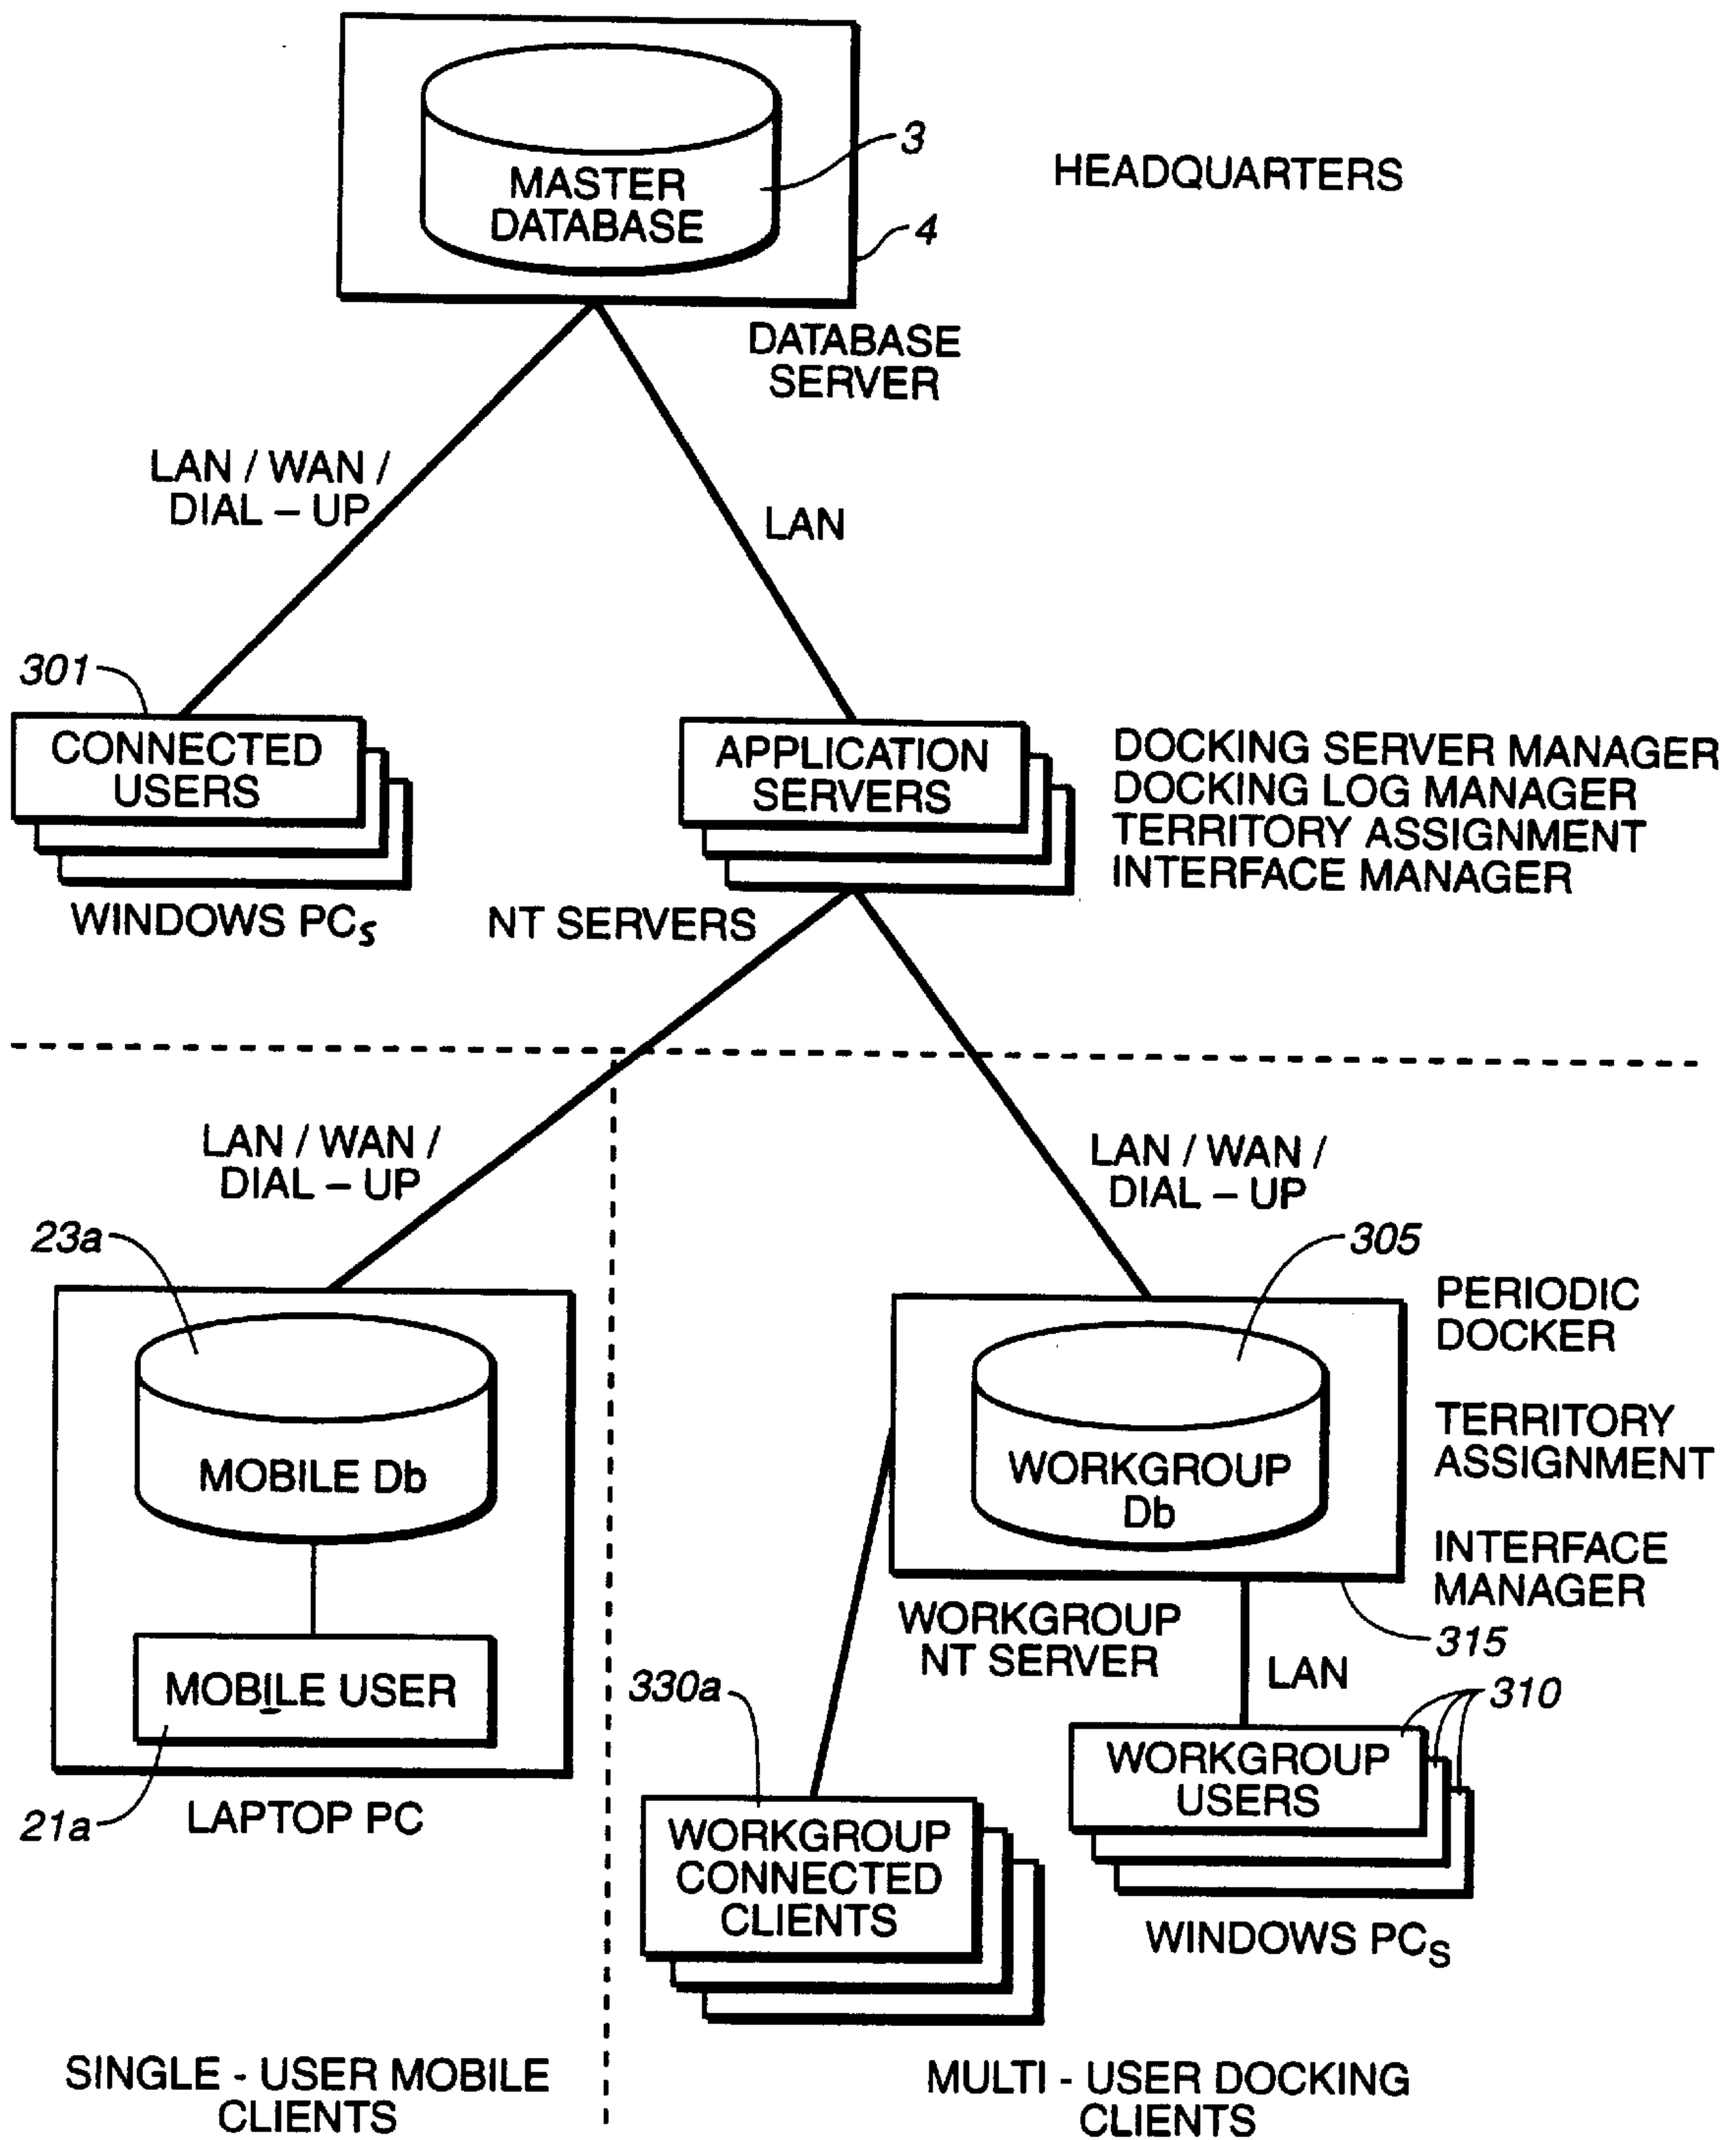 3
MASTER
DATABASE
HEADQUARTERS
4
DATABASE
SERVER
LAN / WAN /
DIAL – UP
LAN
301
CONNECTED
USERS
WINDOWS PCs
APPLICATION
SERVERS
NT SERVERS
DOCKING SERVER MANAGER
DOCKING LOG MANAGER
TERRITORY ASSIGNMENT
INTERFACE MANAGER
LAN / WAN /
DIAL – UP
LAN / WAN /
DIAL – UP
23a
MOBILE Db
MOBILE USER
21a
LAPTOP PC
305
WORKGROUP
Db
PERIODIC
DOCKER
TERRITORY
ASSIGNMENT
INTERFACE
MANAGER
315
WORKGROUP
NT SERVER
LAN
330a
310
WORKGROUP
USERS
WORKGROUP
CONNECTED
CLIENTS
WINDOWS PCs
SINGLE - USER MOBILE
CLIENTS
MULTI - USER DOCKING
CLIENTS